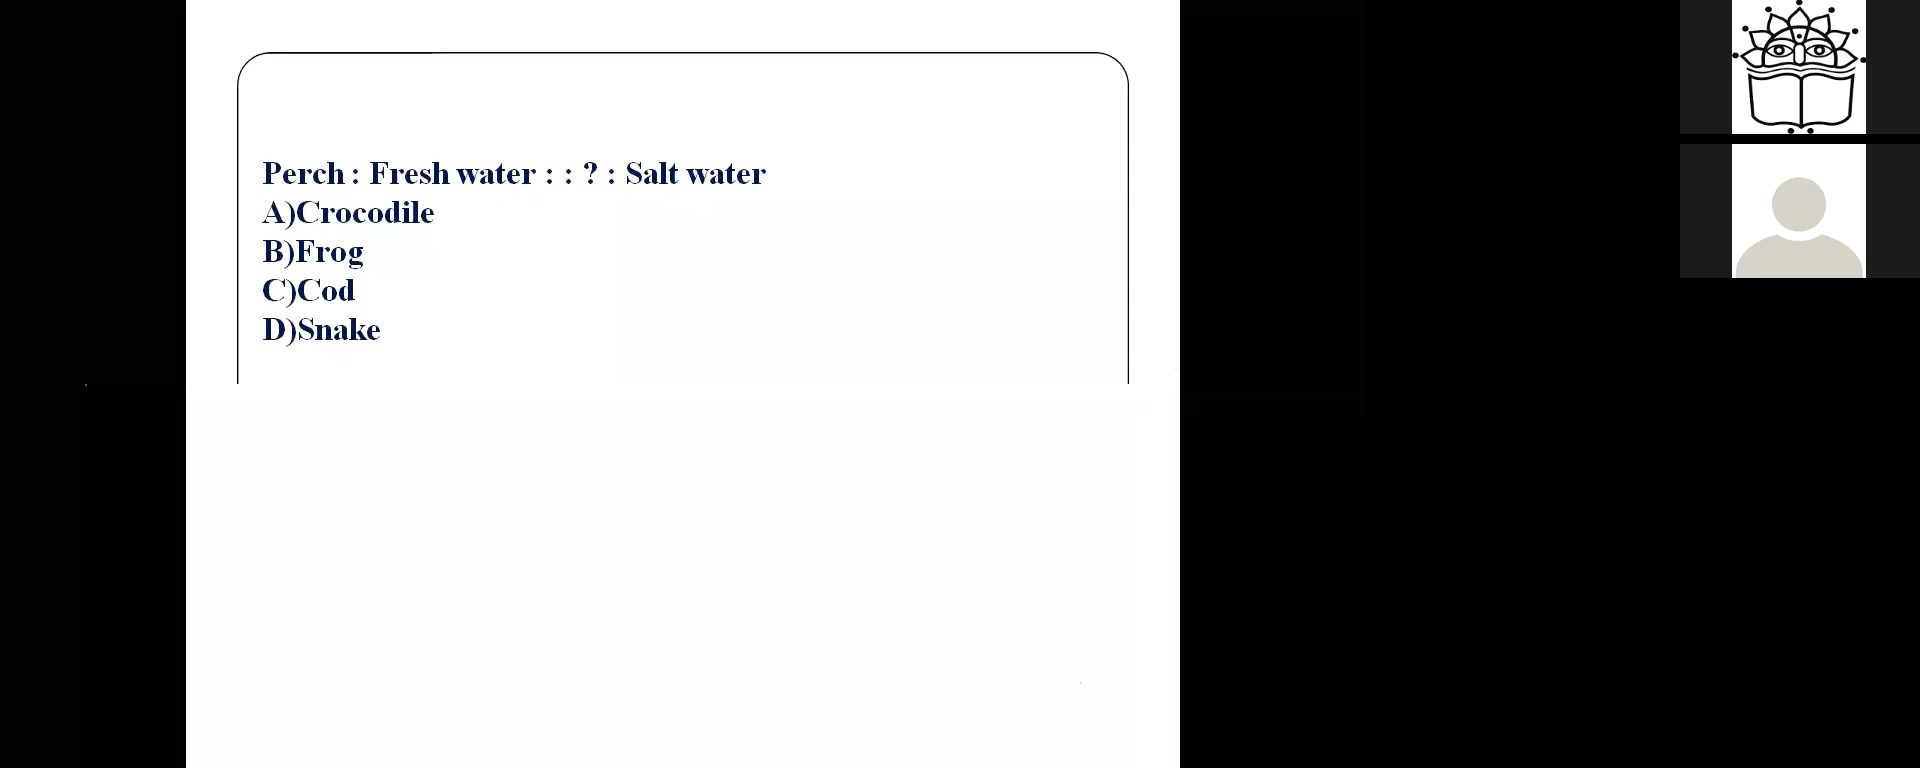 Perch : Fresh water : : ? : Salt water
A)Crocodile
B)Frog
C)Cod
D)Snake